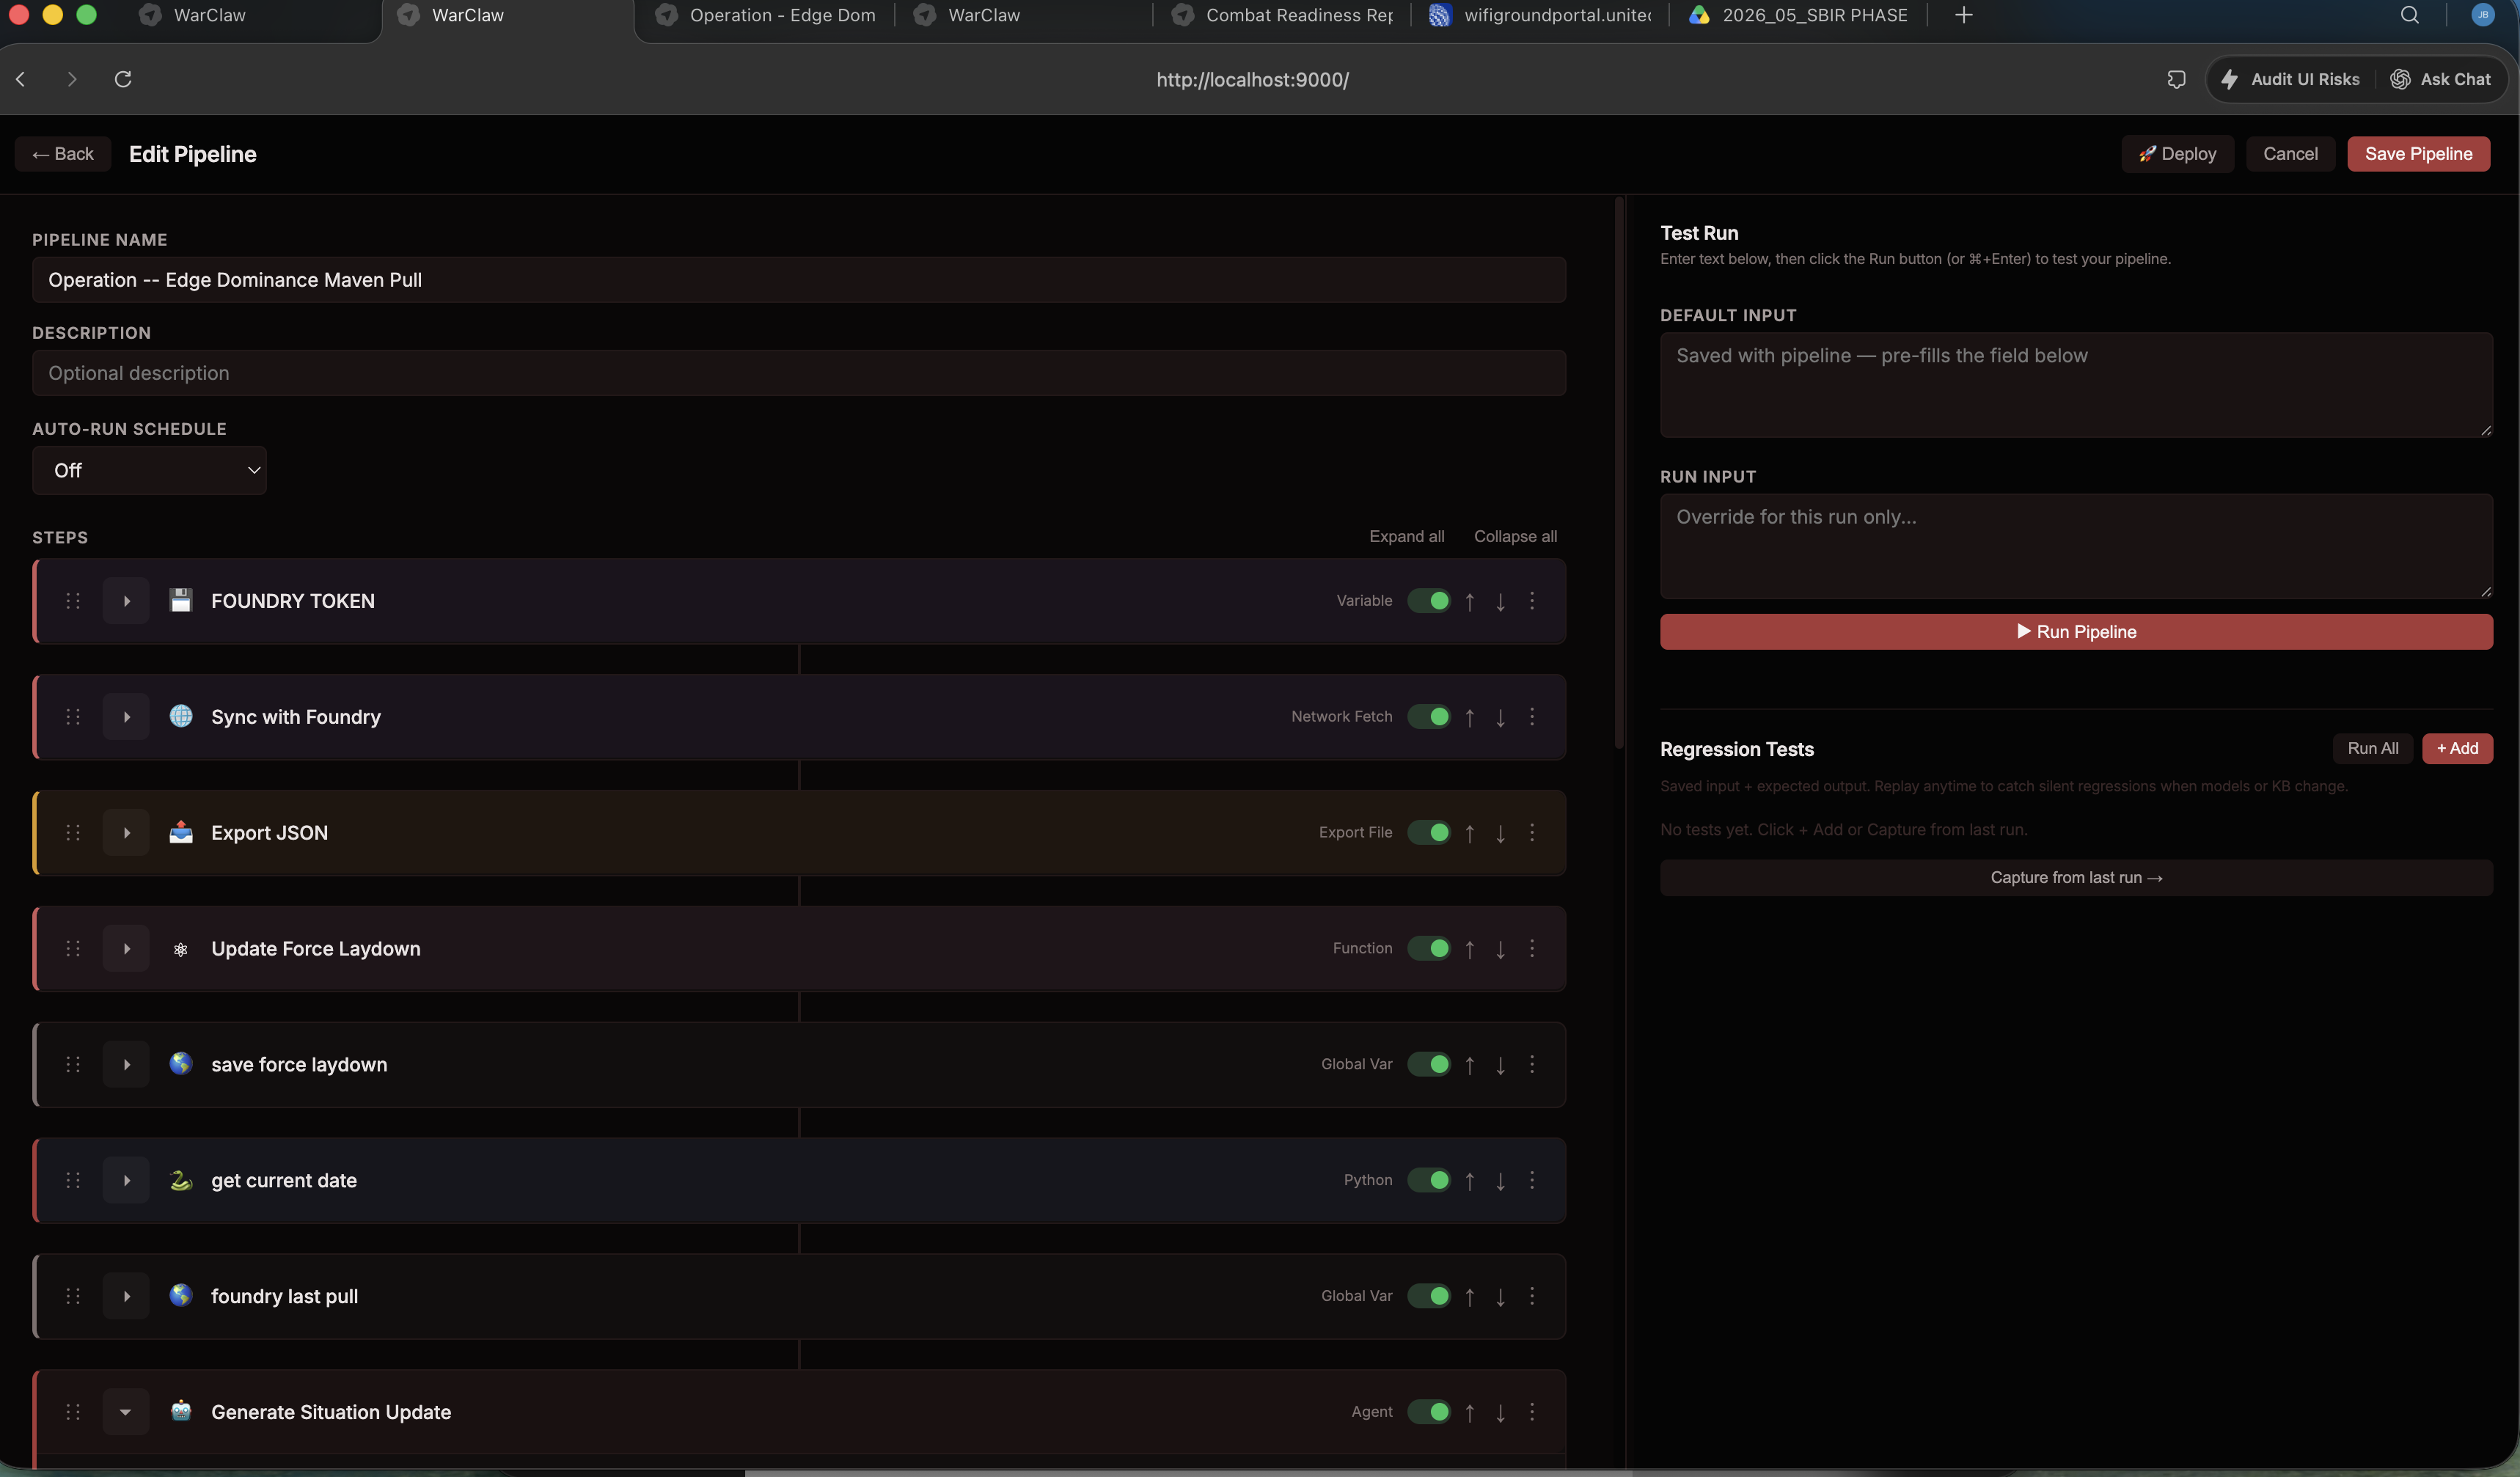 WarClaw
WarClaw
Operation - Edge Dom
WarClaw
Combat Readiness Rep
wifigroundportal.united
2026_05_SBIR PHASE
JB
http://localhost:9000/
Audit UI Risks
Ask Chat
← Back
Edit Pipeline
🚀 Deploy
Cancel
Save Pipeline
PIPELINE NAME
Operation -- Edge Dominance Maven Pull
DESCRIPTION
Optional description
AUTO-RUN SCHEDULE
Off
STEPS
Expand all
Collapse all
FOUNDRY TOKEN
Variable
Sync with Foundry
Network Fetch
Export JSON
Export File
Update Force Laydown
Function
save force laydown
Global Var
get current date
Python
foundry last pull
Global Var
Generate Situation Update
Agent
Test Run
Enter text below, then click the Run button (or ⌘+Enter) to test your pipeline.
DEFAULT INPUT
Saved with pipeline — pre-fills the field below
RUN INPUT
Override for this run only...
▶ Run Pipeline
Regression Tests
Run All
+ Add
Saved input + expected output. Replay anytime to catch silent regressions when models or KB change.
No tests yet. Click + Add or Capture from last run.
Capture from last run →